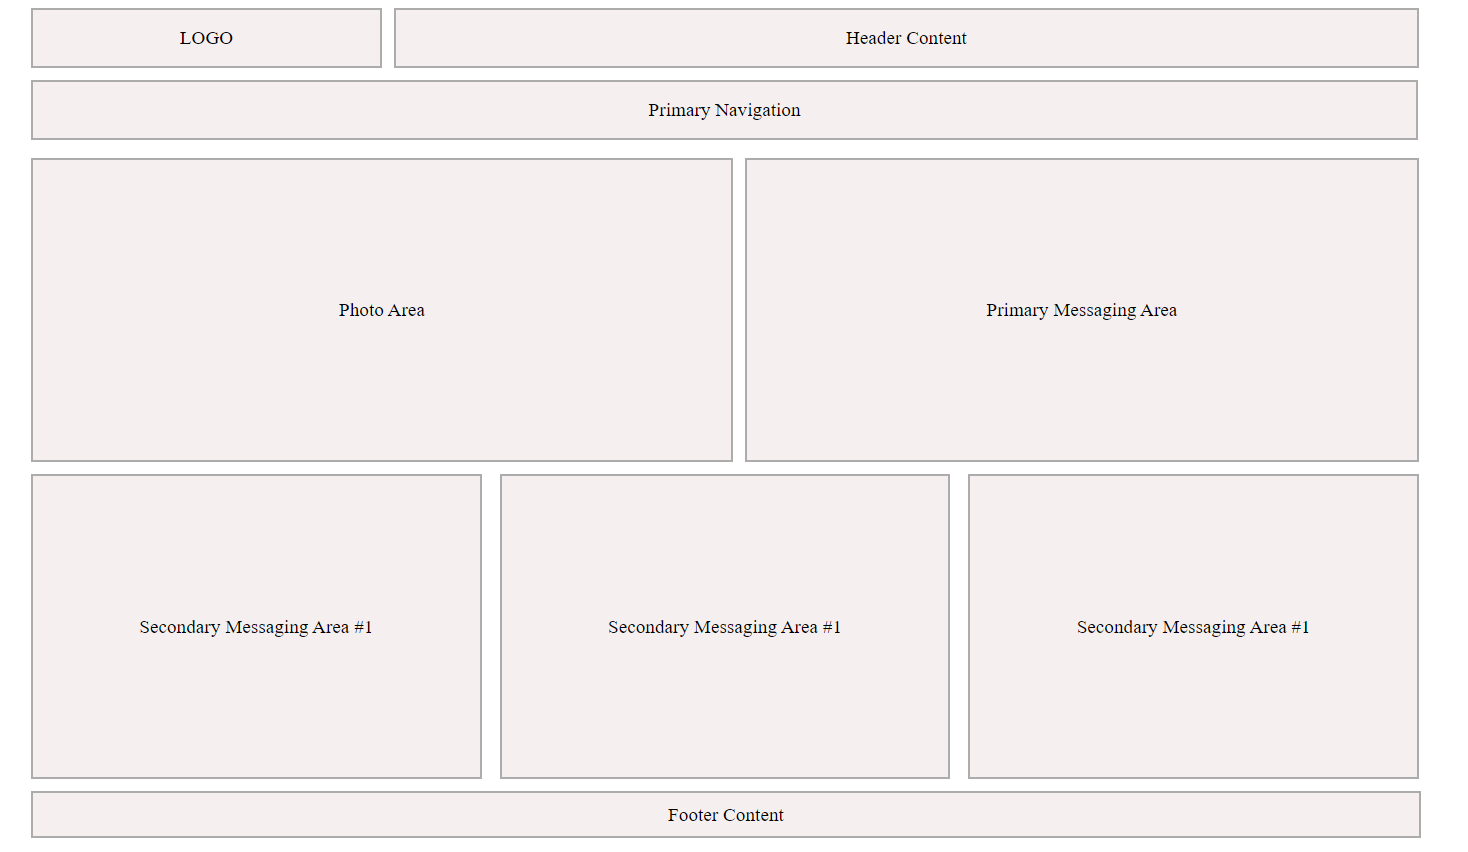 LOGO
Header Content
Primary Navigation
Photo Area
Primary Messaging Area
Secondary Messaging Area #1
Secondary Messaging Area #1
Secondary Messaging Area #1
Footer Content